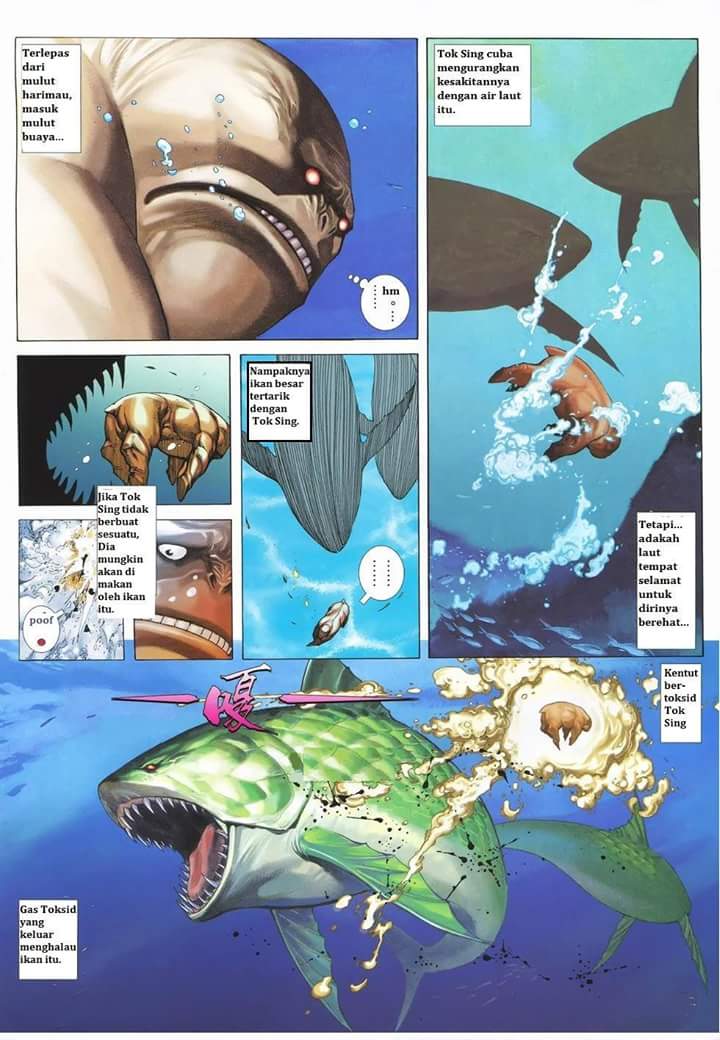 Terlepas
dari
mulut
harimau,
masuk
mulut
buaya...
hm
Tok Sing cuba
mengurangkan
kesakitannya
dengan air laut
itu.
Tetapi...
adakah
laut
tempat
selamat
untuk
dirinya
berehat...
Nampaknya
ikan besar
tertarik
dengan
Tok Sing.
Jika Tok
Sing tidak
berbuat
sesuatu,
Dia
mungkin
akan di
makan
oleh ikan
itu.
poof
Kentut
ber-
toksid
Tok
Sing
嘎
Gas Toksid
yang
keluar
menghalau
ikan itu.